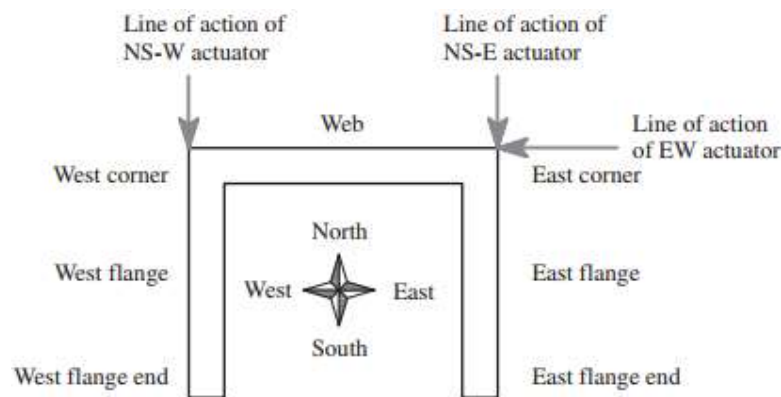 Line of action of
NS-W actuator
Line of action of
NS-E actuator
Web
Line of action
of EW actuator
West corner
East corner
North
West flange
West
East
East flange
South
West flange end
East flange end